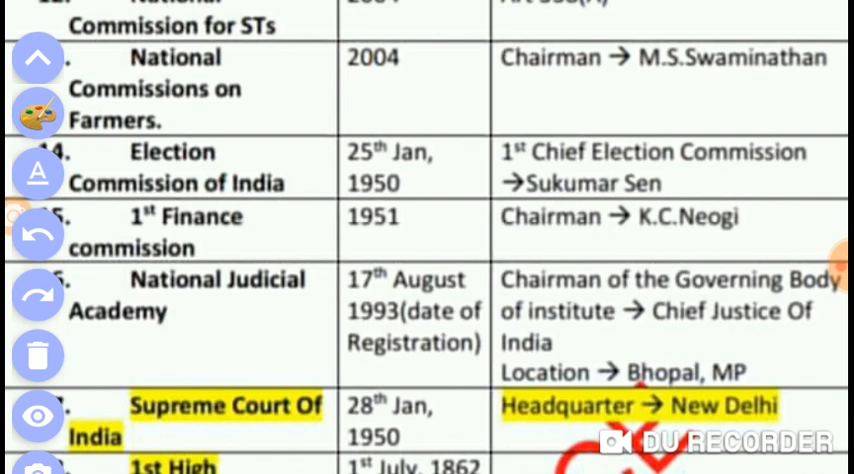 Commission for STs
National 2004 Chairman → M.S.Swaminathan
Commissions on
Farmers.
4. Election 25th Jan, 1st Chief Election Commission
Commission of India 1950 →Sukumar Sen
5. 1st Finance 1951 Chairman → K.C.Neogi
commission
National Judicial 17th August Chairman of the Governing Body
Academy 1993(date of of institute → Chief Justice Of
Registration) India
Location → Bhopal, MP
Supreme Court Of 28th Jan, Headquarter → New Delhi
India 1950
DU RECORDER
1st High 1st July, 1862